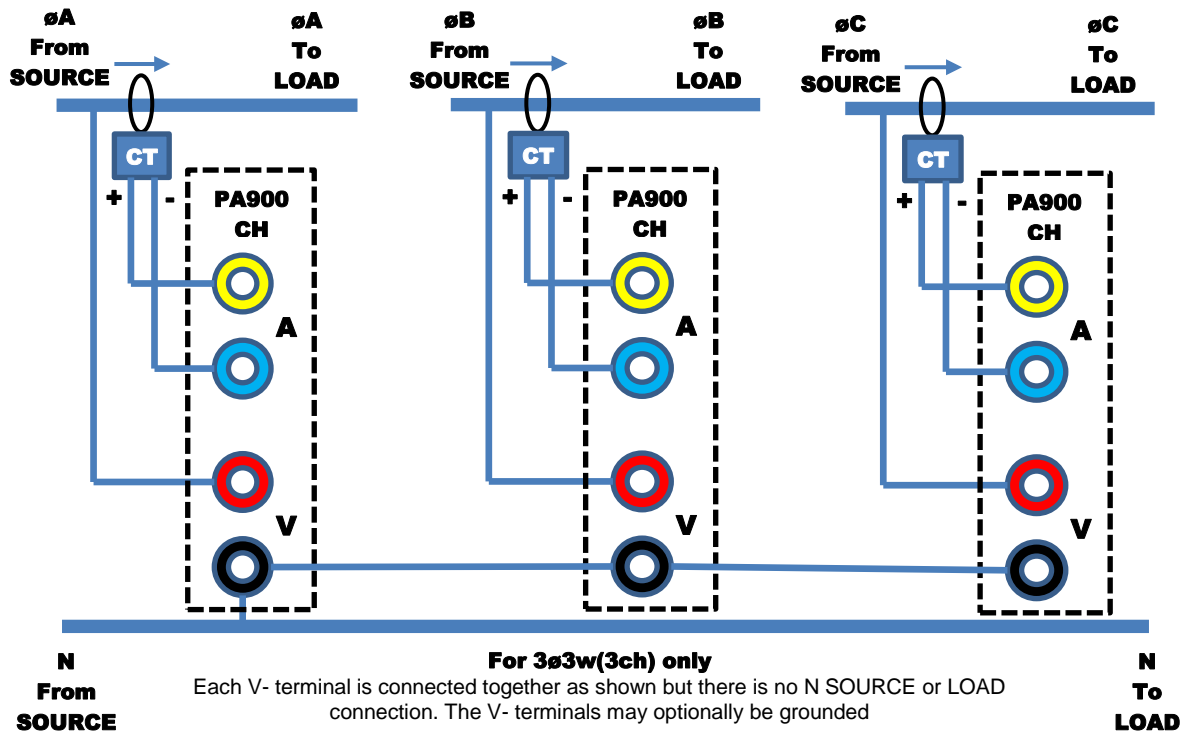 øA
From
SOURCE
øA
To
LOAD
øB
From
SOURCE
øB
To
LOAD
øC
From
SOURCE
øC
To
LOAD
CT
+ -
PA900
CH
A
V
CT
+ -
PA900
CH
A
V
CT
+ -
PA900
CH
A
V
N
From
SOURCE
For 3ø3w(3ch) only
Each V- terminal is connected together as shown but there is no N SOURCE or LOAD
connection. The V- terminals may optionally be grounded
N
To
LOAD